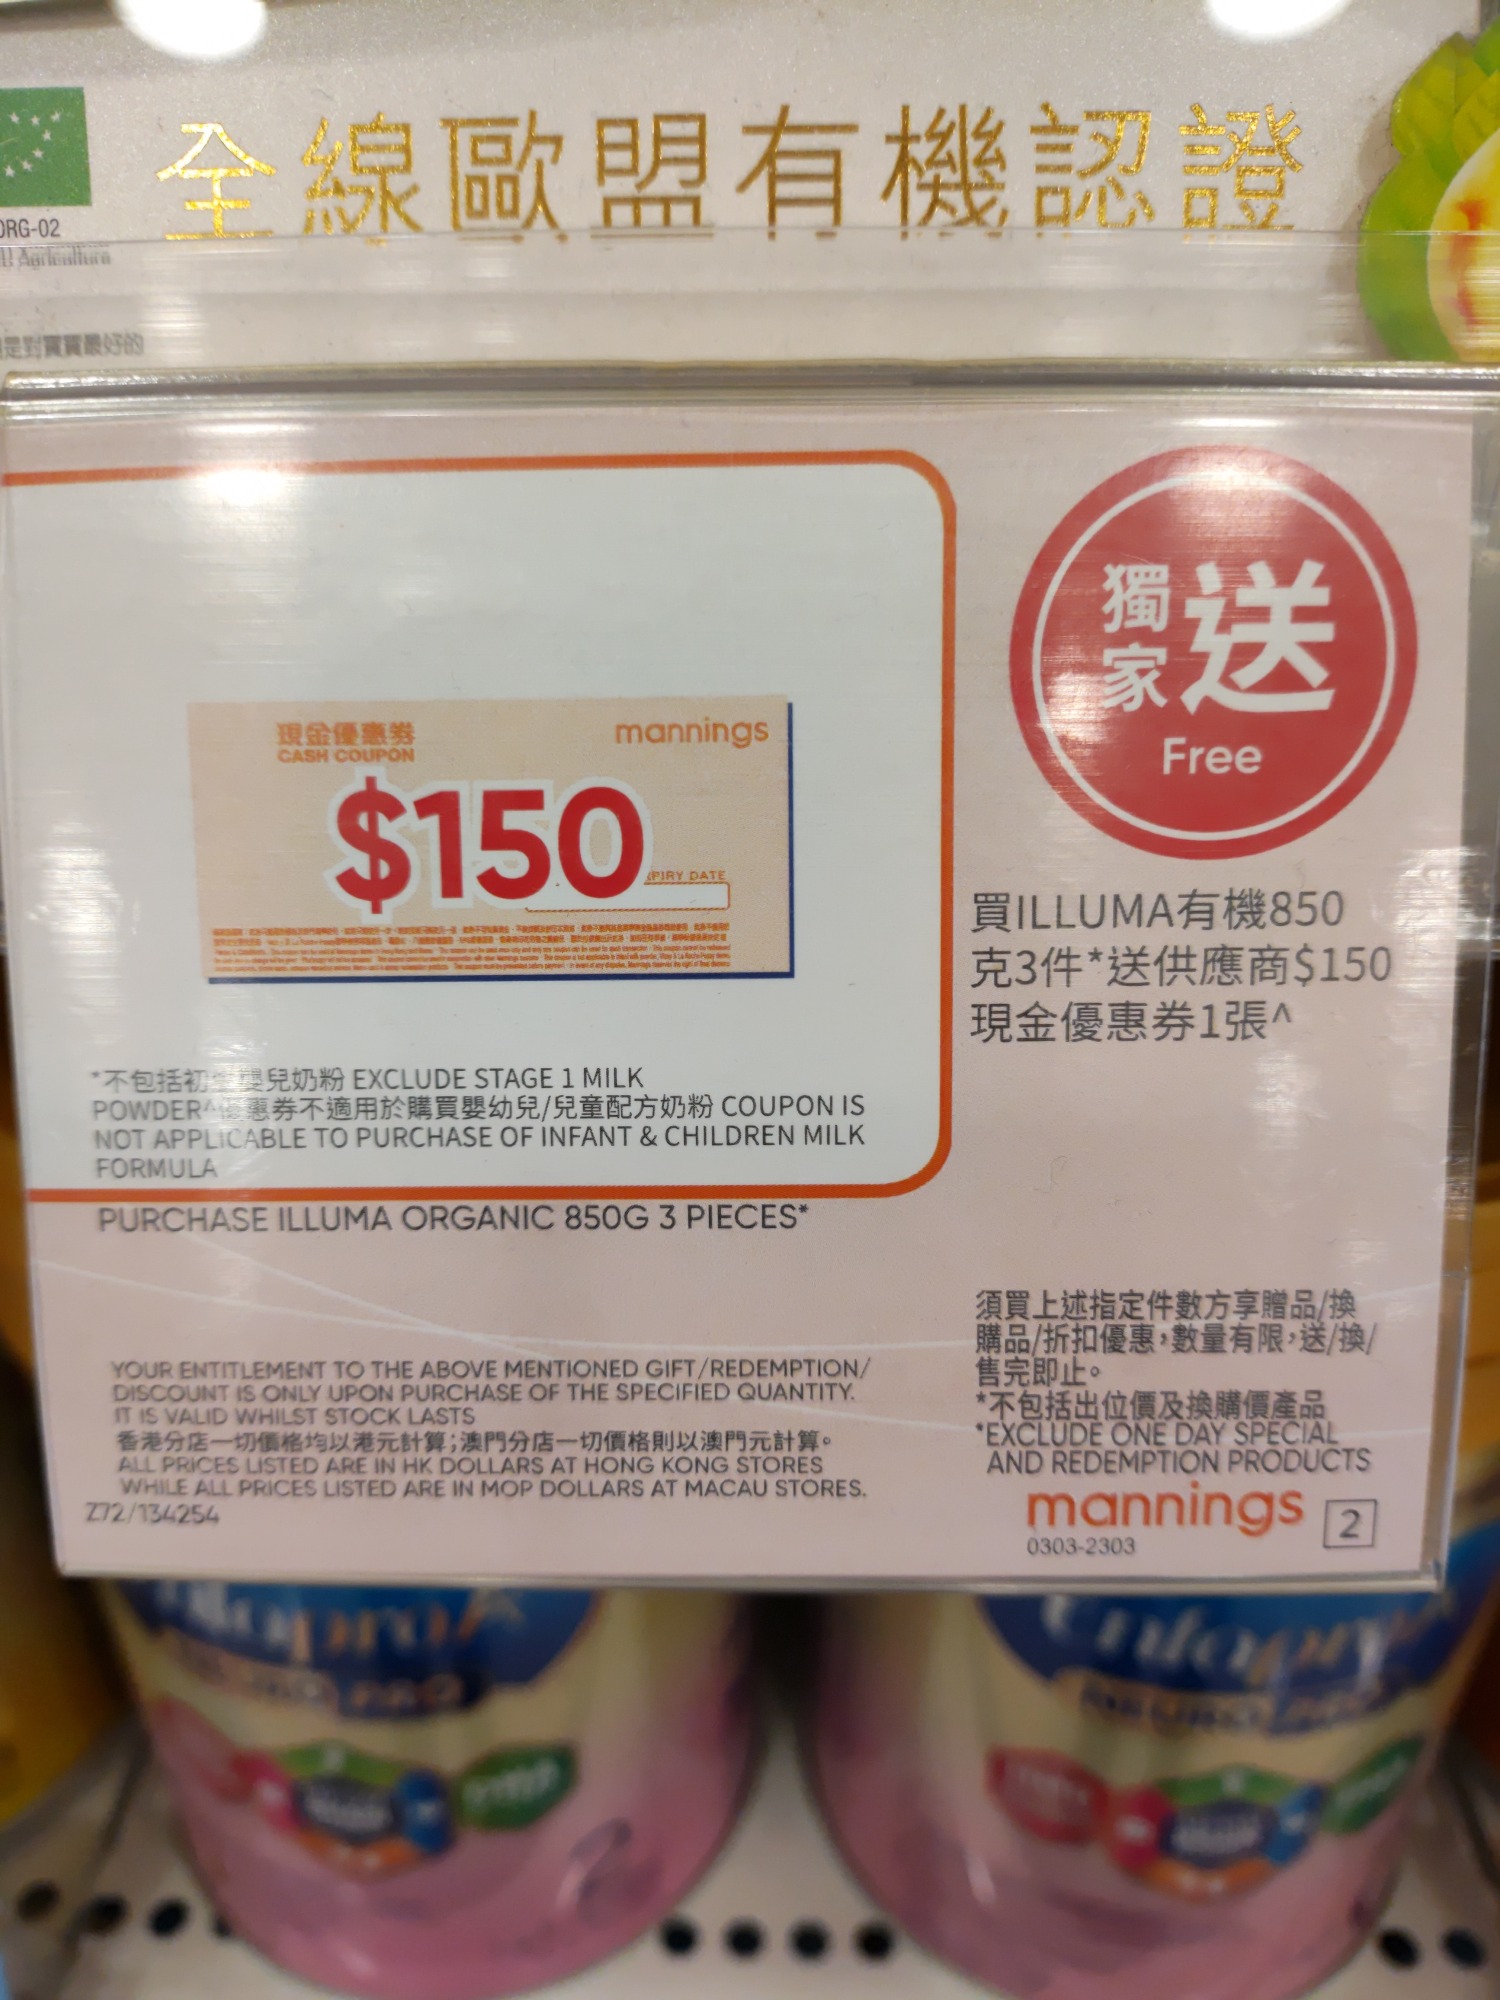 全線歐盟有機認證
ORG-02
Agriculture
是對寶寶最好的
獨家送
Free
現金優惠券
CASH COUPON
mannings
$150
PIRY DATE
買ILLUMA有機850
克3件*送供應商$150
現金優惠券1張^
*不包括初 嬰兒奶粉 EXCLUDE STAGE 1 MILK
POWDER^優惠券不適用於購買嬰幼兒/兒童配方奶粉 COUPON IS
NOT APPLICABLE TO PURCHASE OF INFANT & CHILDREN MILK
FORMULA
PURCHASE ILLUMA ORGANIC 850G 3 PIECES*
須買上述指定件數方享贈品/換
購品/折扣優惠，數量有限，送/換/
售完即止。
*不包括出位價及換購價產品
*EXCLUDE ONE DAY SPECIAL
AND REDEMPTION PRODUCTS
YOUR ENTITLEMENT TO THE ABOVE MENTIONED GIFT/REDEMPTION/
DISCOUNT IS ONLY UPON PURCHASE OF THE SPECIFIED QUANTITY.
IT IS VALID WHILST STOCK LASTS
香港分店一切價格均以港元計算；澳門分店一切價格則以澳門元計算。
ALL PRICES LISTED ARE IN HK DOLLARS AT HONG KONG STORES
WHILE ALL PRICES LISTED ARE IN MOP DOLLARS AT MACAU STORES.
Z72/134254
mannings 2
0303-2303